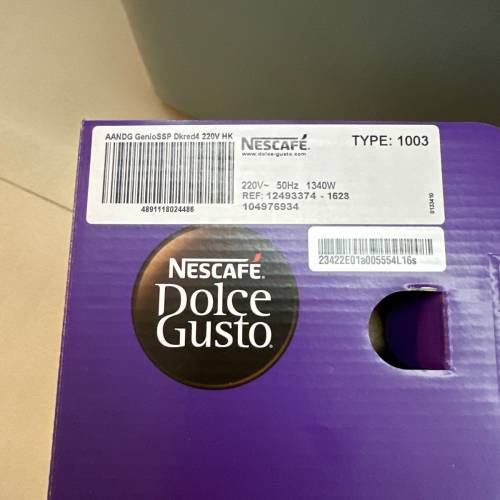 AANDG GenioSSP Dkred4 220V HK
4891118024486
NESCAFÉ.
www.dolce-gusto.com
TYPE: 1003
220V~ 50Hz 1340W
REF: 12493374 - 1623
104976934
0133410
23422E01a005554L16s
NESCAFÉ
Dolce
Gusto